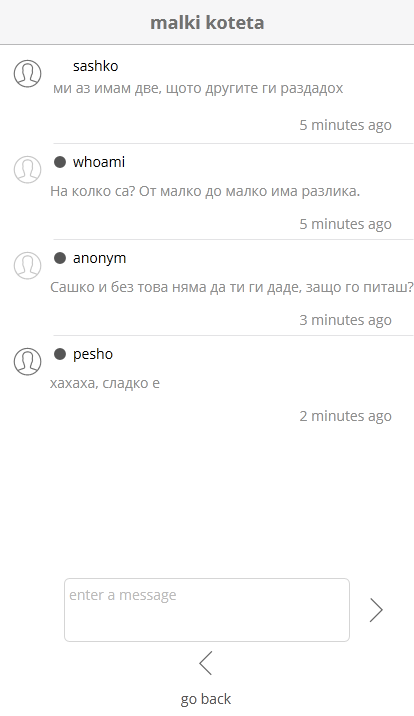 malki koteta
sashko
ми аз имам две, щото другите ги раздадох
5 minutes ago
whoami
На колко са? От малко до малко има разлика.
5 minutes ago
anonym
Сашко и без това няма да ти ги даде, защо го питаш?
3 minutes ago
pesho
хахаха, сладко е
2 minutes ago
enter a message
go back